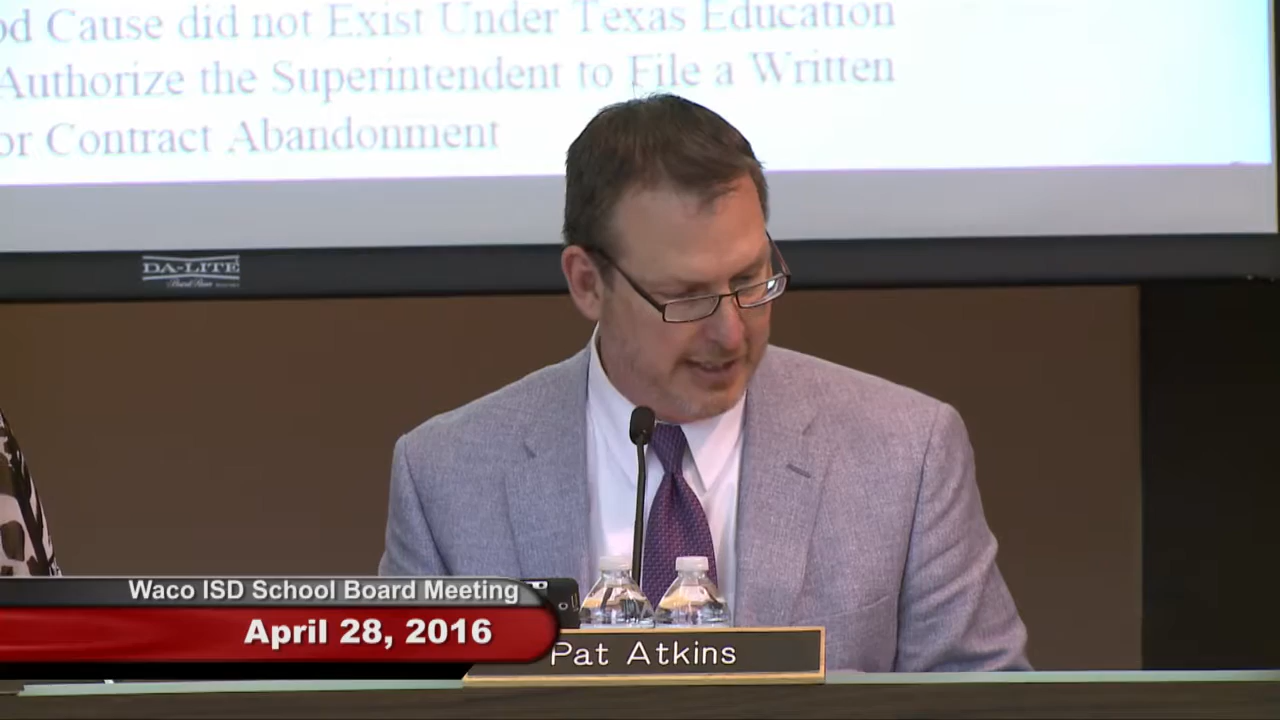 od Cause did not Exist Under Texas Education
Authorize the Superintendent to File a Written
or Contract Abandonment
DA-LITE
Waco ISD School Board Meeting
April 28, 2016
Pat Atkins